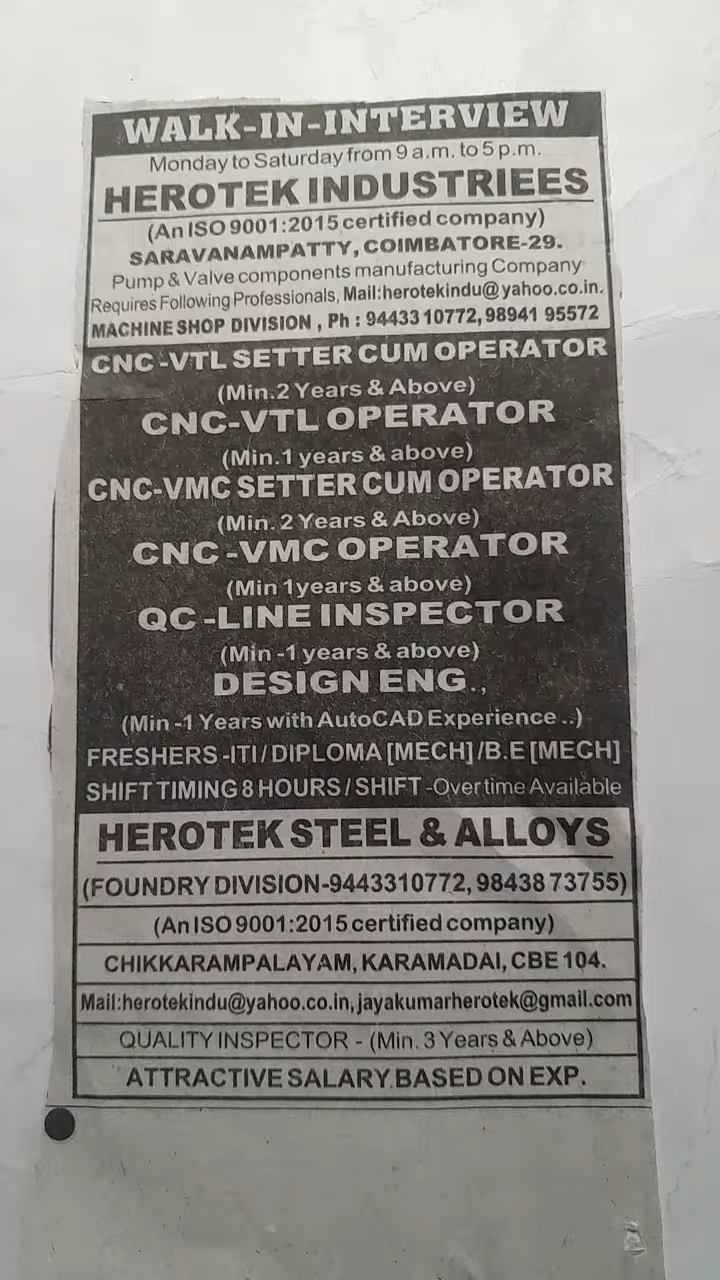 WALK-IN-INTERVIEW
Monday to Saturday from 9 a.m. to 5 p.m.
HEROTEK INDUSTRIEES
(An ISO 9001:2015 certified company)
SARAVANAMPATTY, COIMBATORE-29.
Pump & Valve components manufacturing Company
Requires Following Professionals, Mail:herotekindu@yahoo.co.in.
MACHINE SHOP DIVISION , Ph : 94433 10772, 98941 95572
CNC-VTL SETTER CUM OPERATOR
(Min.2 Years & Above)
CNC-VTL OPERATOR
(Min.1 years & above)
CNC-VMC SETTER CUM OPERATOR
(Min. 2 Years & Above)
CNC-VMC OPERATOR
(Min 1years & above)
QC-LINE INSPECTOR
(Min -1 years & above)
DESIGN ENG.,
(Min -1 Years with AutoCAD Experience ..)
FRESHERS -ITI / DIPLOMA [MECH] /B.E [MECH]
SHIFT TIMING 8 HOURS / SHIFT -Overtime Available
HEROTEK STEEL & ALLOYS
(FOUNDRY DIVISION-9443310772, 98438 73755)
(An ISO 9001:2015 certified company)
CHIKKARAMPALAYAM, KARAMADAI, CBE 104.
Mail:herotekindu@yahoo.co.in, jayakumarherotek@gmail.com
QUALITY INSPECTOR - (Min. 3 Years & Above)
ATTRACTIVE SALARY BASED ON EXP.